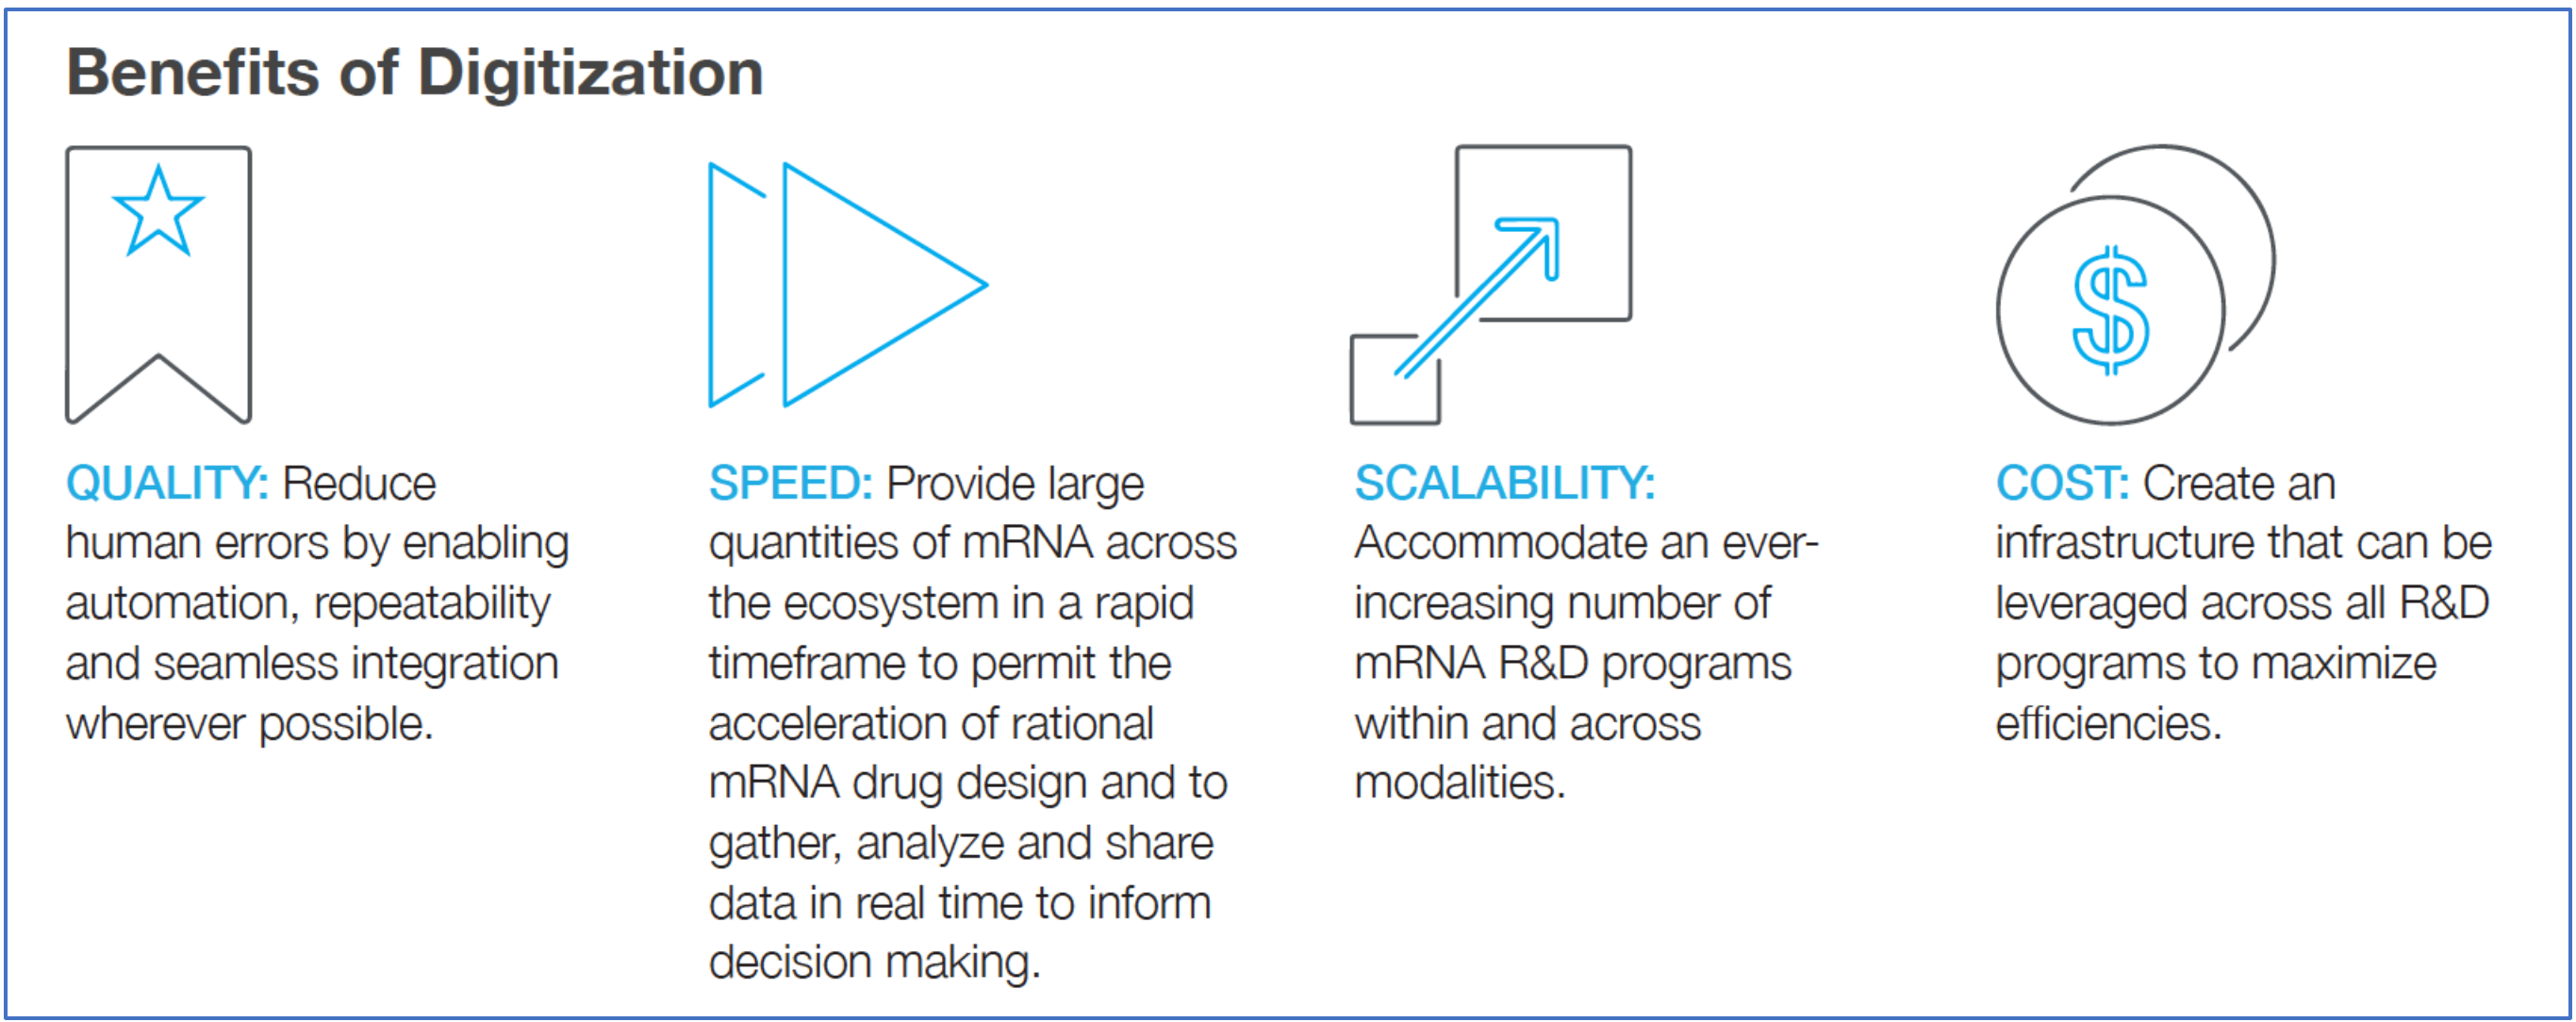 Benefits of Digitization
QUALITY: Reduce
human errors by enabling
automation, repeatability
and seamless integration
wherever possible.
SPEED: Provide large
quantities of mRNA across
the ecosystem in a rapid
timeframe to permit the
acceleration of rational
mRNA drug design and to
gather, analyze and share
data in real time to inform
decision making.
SCALABILITY:
Accommodate an ever-
increasing number of
mRNA R&D programs
within and across
modalities.
$
COST: Create an
infrastructure that can be
leveraged across all R&D
programs to maximize
efficiencies.